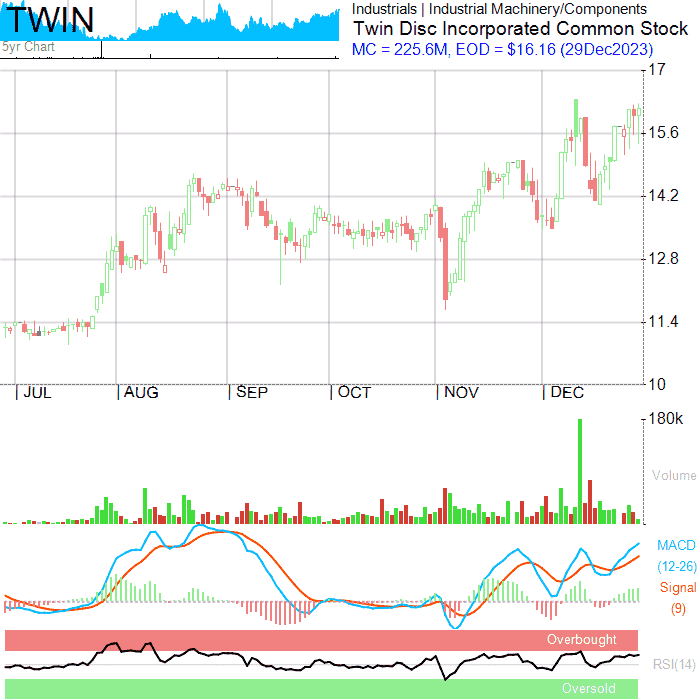 TWIN
5yr Chart
Industrials | Industrial Machinery/Components
Twin Disc Incorporated Common Stock
MC = 225.6M, EOD = $16.16 (29Dec2023)
17
15.6
14.2
12.8
11.4
10
JUL AUG SEP OCT NOV DEC
180k
Volume
MACD
(12-26)
Signal
(9)
Overbought
RSI(14)
Oversold